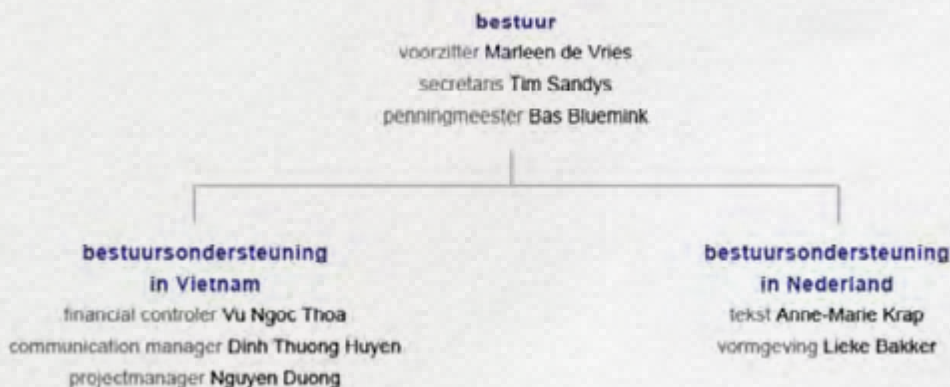 bestuur
voorzitter Marleen de Vries
secretaris Tim Sandys
penningmeester Bas Bluemink
bestuursondersteuning
in Vietnam
financial controler Vu Ngoc Thoa
communication manager Dinh Thuong Huyen
projectmanager Nguyen Duong
bestuursondersteuning
in Nederland
tekst Anne-Marie Krap
vormgeving Lieke Bakker